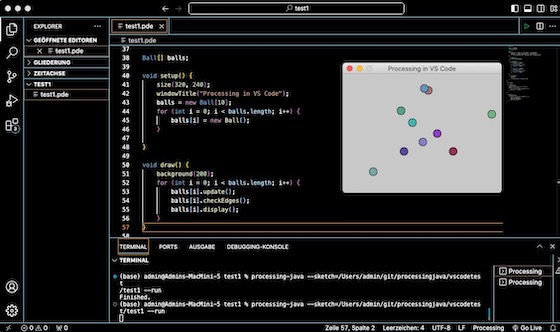 test1
EXPLORER
GEÖFFNETE EDITOREN
test1.pde
GLIEDERUNG
ZEITACHSE
TEST1
test1.pde
test1.pde
test1.pde
37
38 Ball[] balls;
39
40 void setup() {
41 size(320, 240);
42 windowTitle("Processing in VS Code");
43 balls = new Ball[10];
44 for (int i = 0; i < balls.length; i++) {
45 balls[i] = new Ball();
46 }
47
48 }
49
50 void draw() {
51 background(200);
52 for (int i = 0; i < balls.length; i++) {
53 balls[i].update();
54 balls[i].checkEdges();
55 balls[i].display();
56 }
57 }
58
Processing in VS Code
TERMINAL PORTS AUSGABE DEBUGGING-KONSOLE
TERMINAL
(base) admin@Admins-MacMini-5 test1 % processing-java --sketch=/Users/admin/git/processingjava/vscodetes
t
/test1 --run
Finished.
(base) admin@Admins-MacMini-5 test1 % processing-java --sketch=/Users/admin/git/processingjava/vscodetes
t/test1 --run
Processing
Processing
0 0 0 Zeile 57, Spalte 2 Leerzeichen: 4 UTF-8 LF Processing Go Live